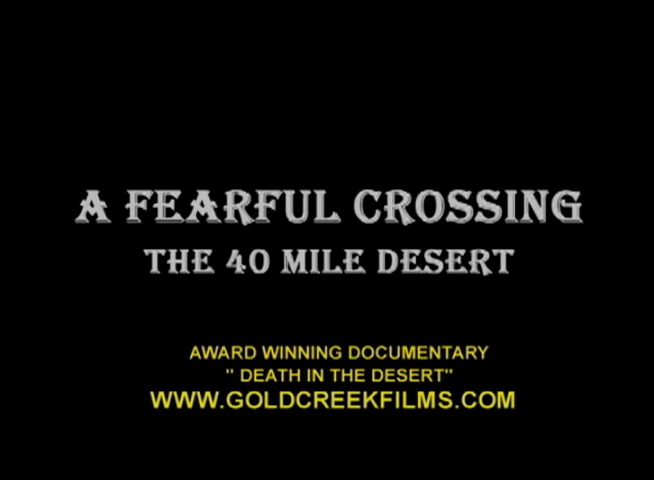 A FEARFUL CROSSING
THE 40 MILE DESERT
AWARD WINNING DOCUMENTARY
" DEATH IN THE DESERT"
WWW.GOLDCREEKFILMS.COM